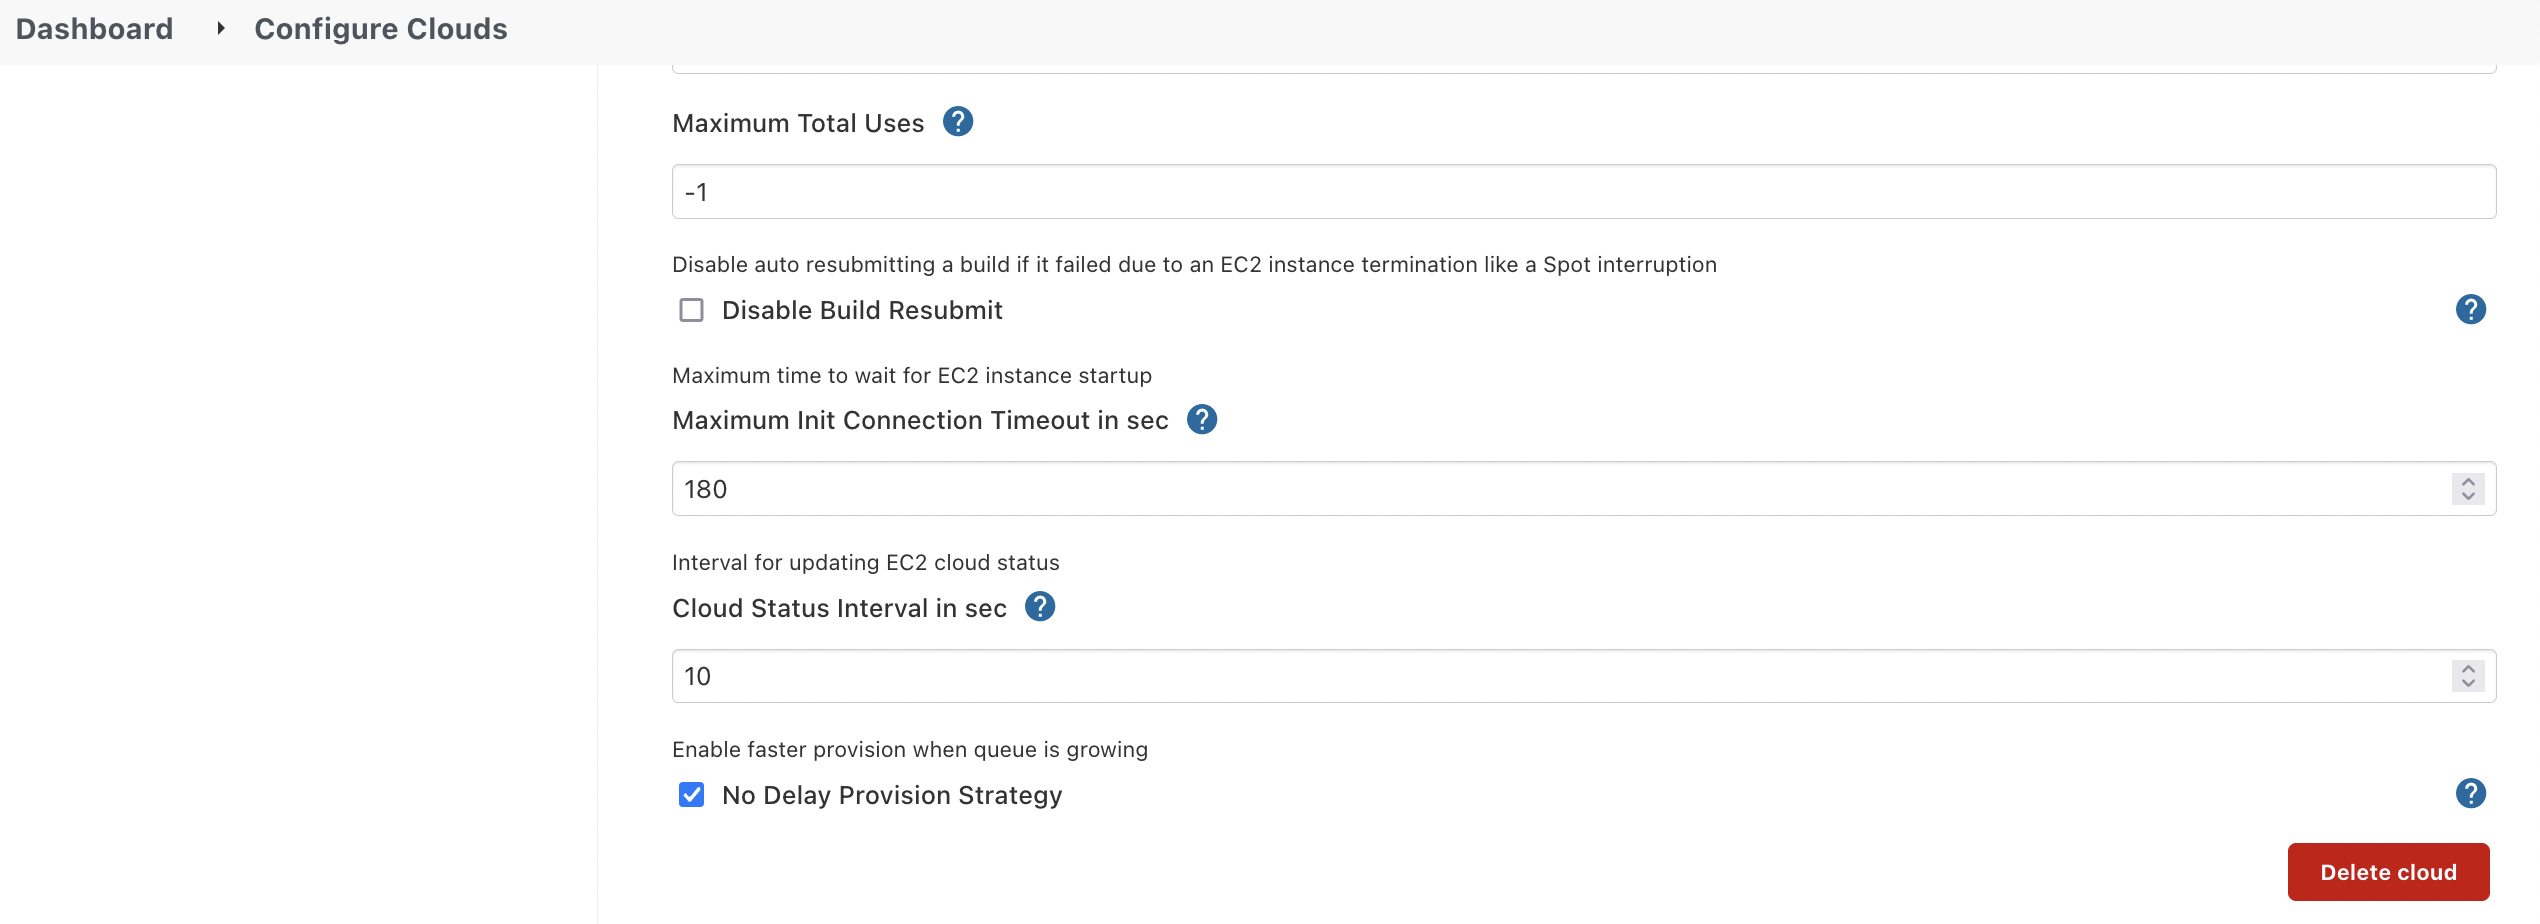 Dashboard Configure Clouds
Maximum Total Uses ?
-1
Disable auto resubmitting a build if it failed due to an EC2 instance termination like a Spot interruption
Disable Build Resubmit ?
Maximum time to wait for EC2 instance startup
Maximum Init Connection Timeout in sec ?
180
Interval for updating EC2 cloud status
Cloud Status Interval in sec ?
10
Enable faster provision when queue is growing
No Delay Provision Strategy ?
Delete cloud